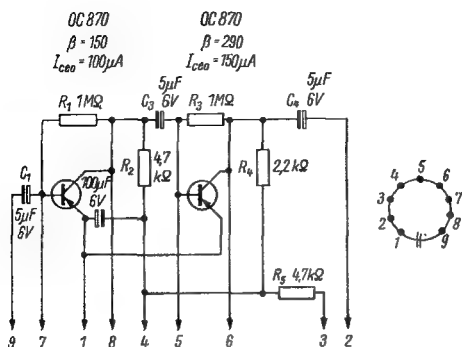 OC 870
β = 150
I_CEO = 100µA
OC 870
β = 290
I_CEO = 150µA
R1 1MΩ
C3
5µF
6V
R3 1MΩ
C4
5µF
6V
R2
4,7
kΩ
R4
2,2kΩ
C1
5µF
6V
100µF
6V
R5 4,7kΩ
9 7 1 8 4 5 6 3 2
1
2
3
4
5
6
7
8
9